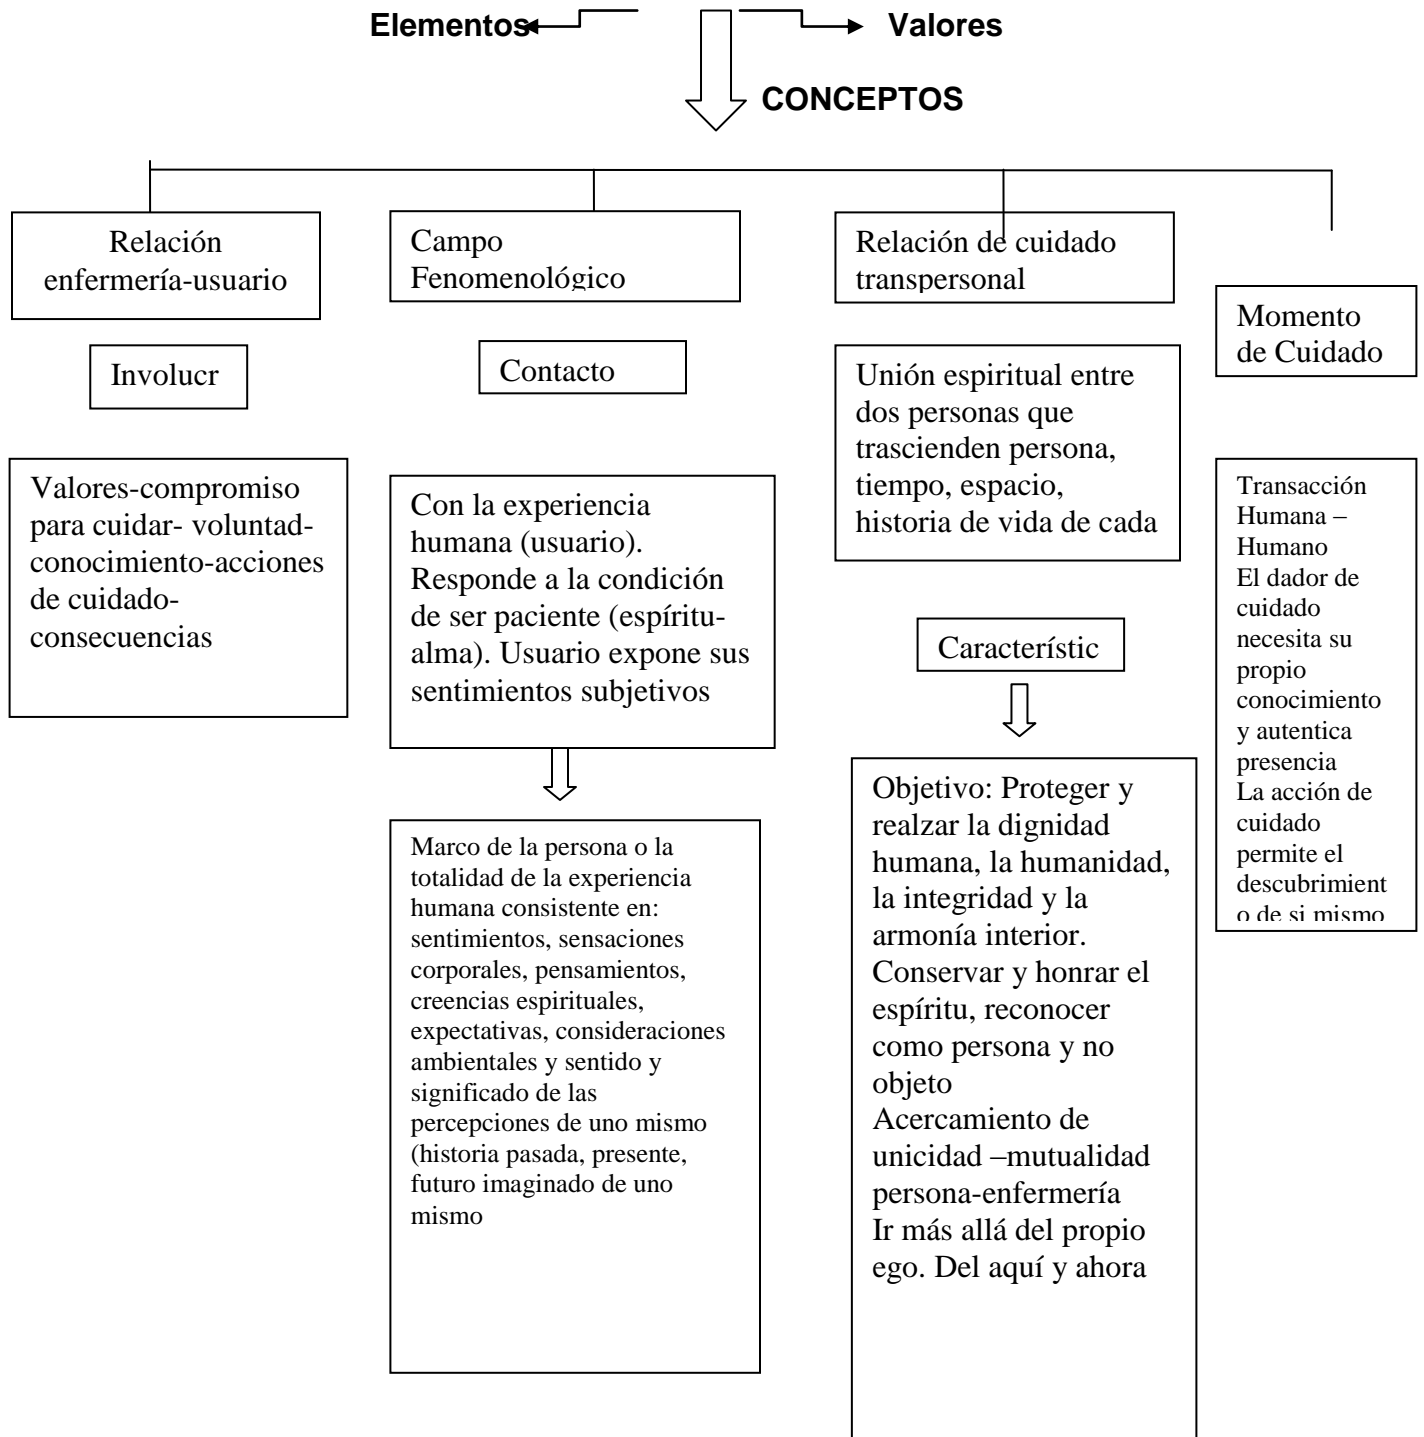 Elementos
Valores
CONCEPTOS
Relación
enfermería-usuario
Involucr
Valores-compromiso
para cuidar- voluntad-
conocimiento-acciones
de cuidado-
consecuencias
Campo
Fenomenológico
Contacto
Con la experiencia
humana (usuario).
Responde a la condición
de ser paciente (espíritu-
alma). Usuario expone sus
sentimientos subjetivos
Marco de la persona o la
totalidad de la experiencia
humana consistente en:
sentimientos, sensaciones
corporales, pensamientos,
creencias espirituales,
expectativas, consideraciones
ambientales y sentido y
significado de las
percepciones de uno mismo
(historia pasada, presente,
futuro imaginado de uno
mismo
Relación de cuidado
transpersonal
Unión espiritual entre
dos personas que
trascienden persona,
tiempo, espacio,
historia de vida de cada
Característic
Objetivo: Proteger y
realzar la dignidad
humana, la humanidad,
la integridad y la
armonía interior.
Conservar y honrar el
espíritu, reconocer
como persona y no
objeto
Acercamiento de
unicidad –mutualidad
persona-enfermería
Ir más allá del propio
ego. Del aquí y ahora
Momento
de Cuidado
Transacción
Humana –
Humano
El dador de
cuidado
necesita su
propio
conocimiento
y autentica
presencia
La acción de
cuidado
permite el
descubrimient
o de si mismo